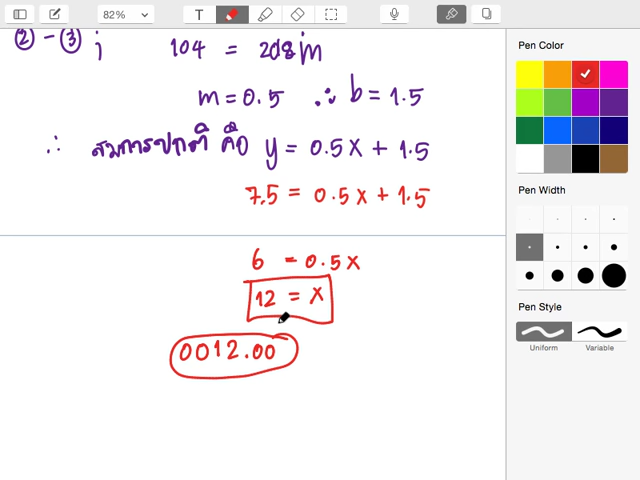 82%
T
② - ③ ; 104 = 208 m
m = 0.5 ∴ b = 1.5
∴ สมการปกติ คือ y = 0.5x + 1.5
7.5 = 0.5x + 1.5
6 = 0.5x
12 = x
0012.00
Pen Color
Pen Width
Pen Style
Uniform Variable